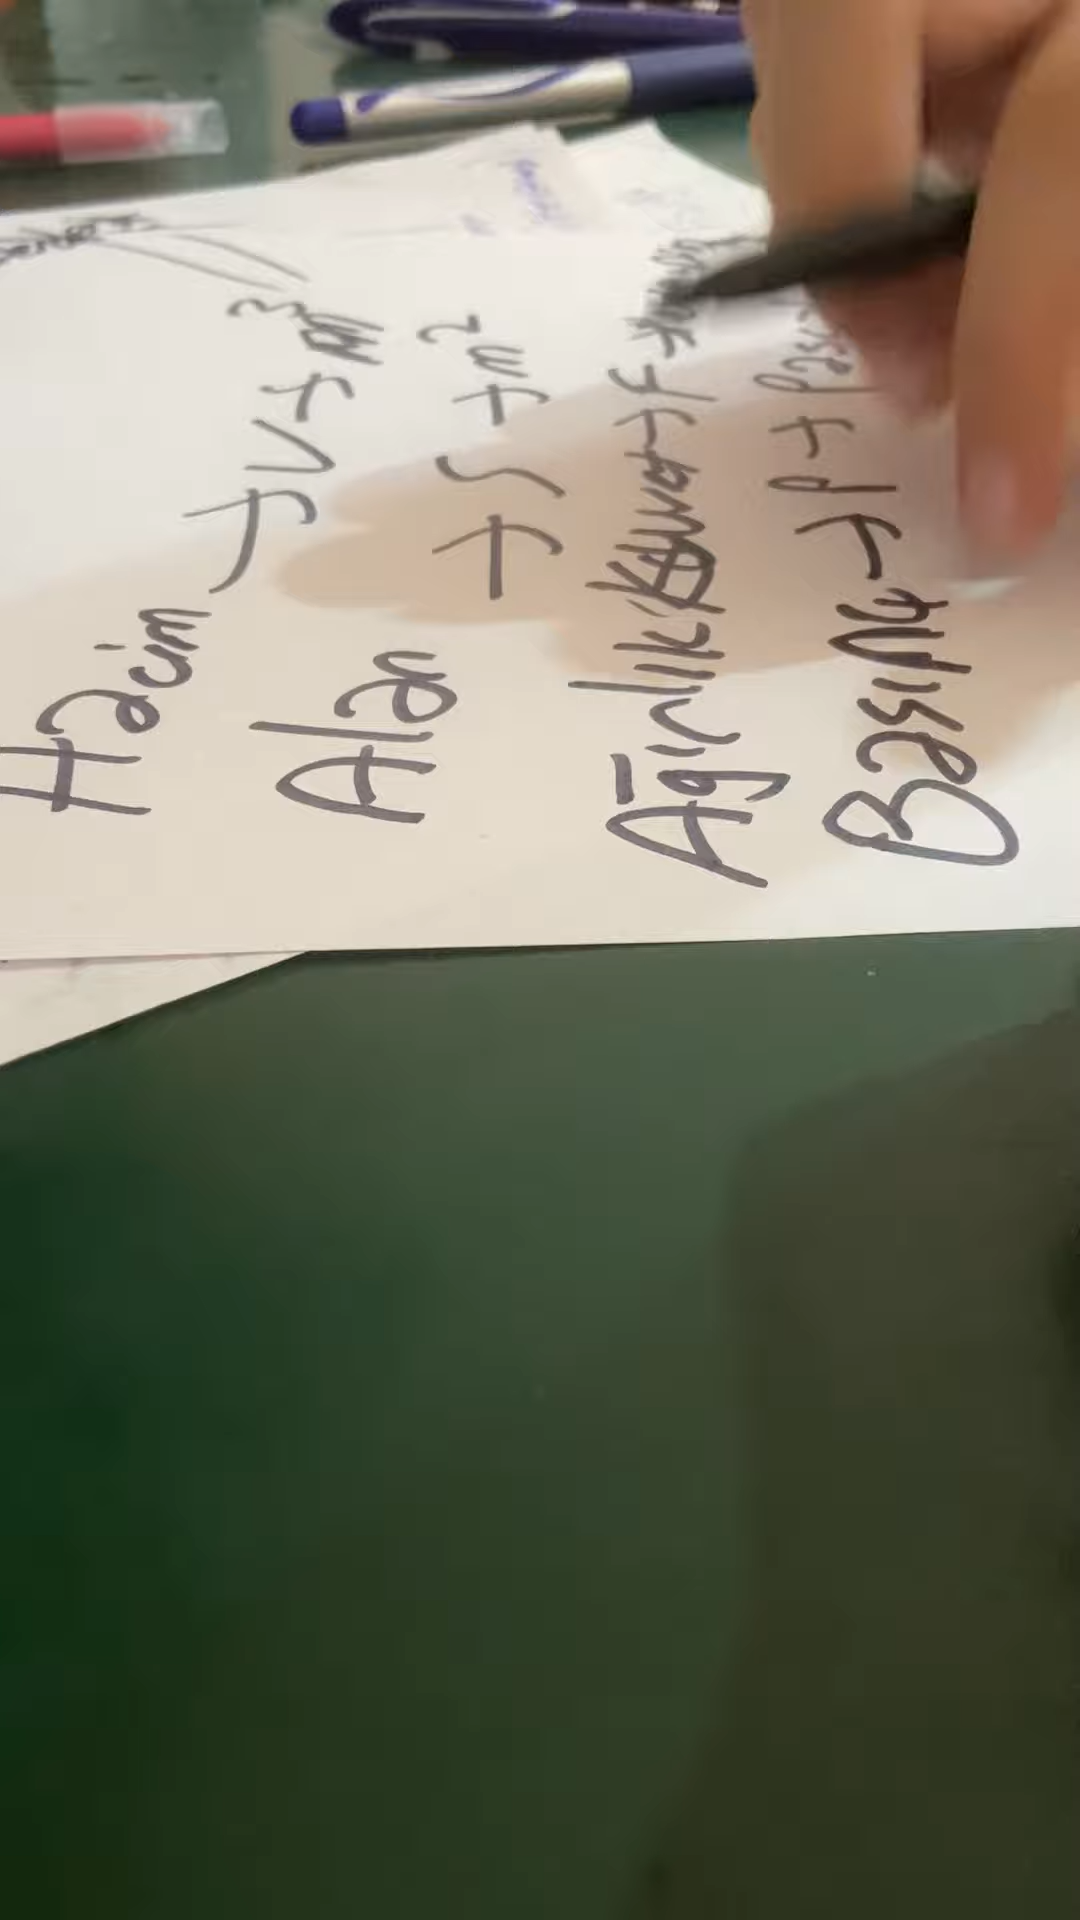 Hacim → V → m³
Alan → S → m²
Ağırlık Kuvvet → F →
Basınç → P →